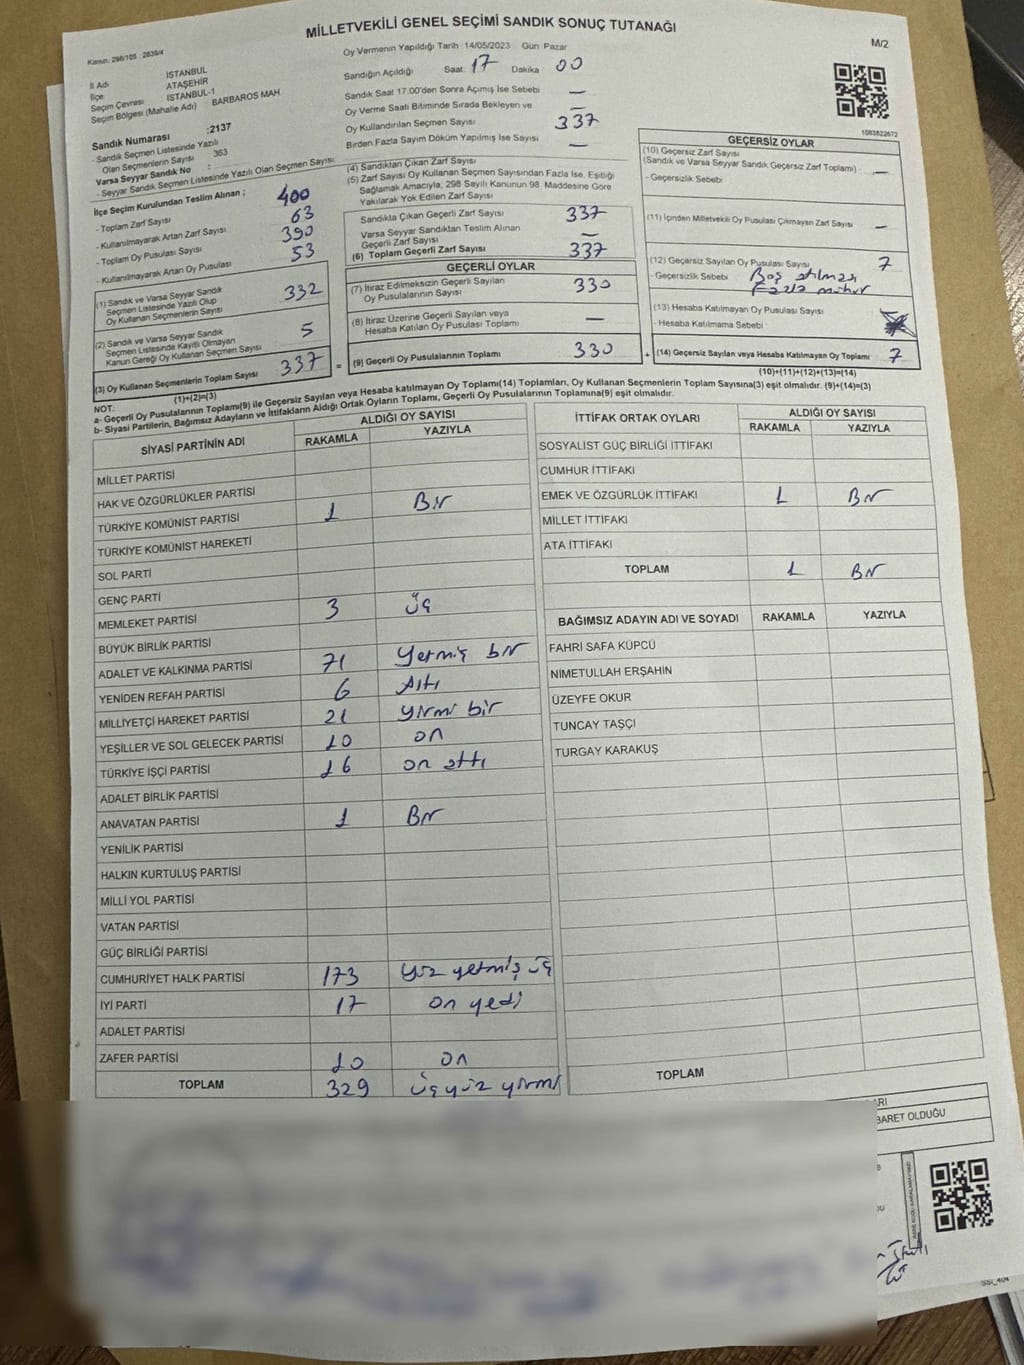 MİLLETVEKİLİ GENEL SEÇİMİ SANDIK SONUÇ TUTANAĞI
Kanun: 298/105 2839/4
M/2
İl Adı İSTANBUL
İlçe ATAŞEHİR
Seçim Çevresi İSTANBUL-1
Seçim Bölgesi (Mahalle Adı) BARBAROS MAH
Sandık Numarası :2137
- Sandık Seçmen Listesinde Yazılı
Olan Seçmenlerin Sayısı 363
Varsa Seyyar Sandık No :
- Seyyar Sandık Seçmen Listesinde Yazılı Olan Seçmen Sayısı:
İlçe Seçim Kurulundan Teslim Alınan ;
- Toplam Zarf Sayısı 400
- Kullanılmayarak Artan Zarf Sayısı 63
- Toplam Oy Pusulası Sayısı 390
- Kullanılmayarak Artan Oy Pusulası 53
(1) Sandık ve Varsa Seyyar Sandık
Seçmen Listesinde Yazılı Olup
Oy Kullanan Seçmenlerin Sayısı 332
(2) Sandık ve Varsa Seyyar Sandık
Seçmen Listesinde Kayıtlı Olmayan
Kanun Gereği Oy Kullanan Seçmen Sayısı 5
(3) Oy Kullanan Seçmenlerin Toplam Sayısı 337
(1)+(2)=(3)
Oy Vermenin Yapıldığı Tarih :14/05/2023 Gün: Pazar
Sandığın Açıldığı Saat 17 Dakika 00
Sandık Saat 17.00'den Sonra Açımış İse Sebebi —
Oy Verme Saati Bitiminde Sırada Bekleyen ve
Oy Kullandırılan Seçmen Sayısı —
Birden Fazla Sayım Döküm Yapılmış İse Sayısı
337
—
(4) Sandıktan Çıkan Zarf Sayısı
(5) Zarf Sayısı Oy Kullanan Seçmen Sayısından Fazla İse, Eşitliği
Sağlamak Amacıyla, 298 Sayılı Kanunun 98. Maddesine Göre
Yakılarak Yok Edilen Zarf Sayısı
Sandıkla Çıkan Geçerli Zarf Sayısı 337
Varsa Seyyar Sandıktan Teslim Alınan
Geçerli Zarf Sayısı —
(6) Toplam Geçerli Zarf Sayısı 337
GEÇERLİ OYLAR
(7) İtiraz Edilmeksizin Geçerli Sayılan
Oy Pusulalarının Sayısı 330
(8) İtiraz Üzerine Geçerli Sayılan veya
Hesaba Katılan Oy Pusulası Toplamı —
= (9) Geçerli Oy Pusulalarının Toplamı 330
1083822672
GEÇERSİZ OYLAR
(10) Geçersiz Zarf Sayısı
(Sandık ve Varsa Seyyar Sandık Geçersiz Zarf Toplamı) —
- Geçersizlik Sebebi
(11) İçinden Milletvekili Oy Pusulası Çıkmayan Zarf Sayısı —
(12) Geçersiz Sayılan Oy Pusulası Sayısı 7
- Geçersizlik Sebebi Boş atılması
Fazla mühür
(13) Hesaba Katılmayan Oy Pusulası Sayısı
- Hesaba Katılmama Sebebi
+ (14) Geçersiz Sayılan veya Hesaba Katılmayan Oy Toplamı 7
(10)+(11)+(12)+(13)=(14)
NOT:
a- Geçerli Oy Pusulalarının Toplamı(9) ile Geçersiz Sayılan veya Hesaba katılmayan Oy Toplamı(14) Toplamları, Oy Kullanan Seçmenlerin Toplam Sayısına(3) eşit olmalıdır. (9)+(14)=(3)
b- Siyasi Partilerin, Bağımsız Adayların ve İttifakların Aldığı Ortak Oyların Toplamı, Geçerli Oy Pusulalarının Toplamına(9) eşit olmalıdır.
SİYASİ PARTİNİN ADI ALDIĞI OY SAYISI
RAKAMLA YAZIYLA
MİLLET PARTİSİ
HAK VE ÖZGÜRLÜKLER PARTİSİ
TÜRKİYE KOMÜNİST PARTİSİ 1 Bir
TÜRKİYE KOMÜNİST HAREKETİ
SOL PARTİ
GENÇ PARTİ
MEMLEKET PARTİSİ 3 üç
BÜYÜK BİRLİK PARTİSİ
ADALET VE KALKINMA PARTİSİ 71 yetmiş bir
YENİDEN REFAH PARTİSİ 6 Altı
MİLLİYETÇİ HAREKET PARTİSİ 21 yirmi bir
YEŞİLLER VE SOL GELECEK PARTİSİ 10 on
TÜRKİYE İŞÇİ PARTİSİ 16 on altı
ADALET BİRLİK PARTİSİ
ANAVATAN PARTİSİ 1 Bir
YENİLİK PARTİSİ
HALKIN KURTULUŞ PARTİSİ
MİLLİ YOL PARTİSİ
VATAN PARTİSİ
GÜÇ BİRLİĞİ PARTİSİ
CUMHURİYET HALK PARTİSİ 173 yüz yetmiş üç
İYİ PARTİ 17 on yedi
ADALET PARTİSİ
ZAFER PARTİSİ 10 on
TOPLAM 329 üçyüz yirmi
İTTİFAK ORTAK OYLARI ALDIĞI OY SAYISI
RAKAMLA YAZIYLA
SOSYALİST GÜÇ BİRLİĞİ İTTİFAKI
CUMHUR İTTİFAKI
EMEK VE ÖZGÜRLÜK İTTİFAKI 1 Bir
MİLLET İTTİFAKI
ATA İTTİFAKI
TOPLAM 1 Bir
BAĞIMSIZ ADAYIN ADI VE SOYADI RAKAMLA YAZIYLA
FAHRİ SAFA KÜPCÜ
NİMETULLAH ERŞAHİN
ÜZEYFE OKUR
TUNCAY TAŞÇI
TURGAY KARAKUŞ
TOPLAM
ARI
BARET OLDUĞU
SSİ_404